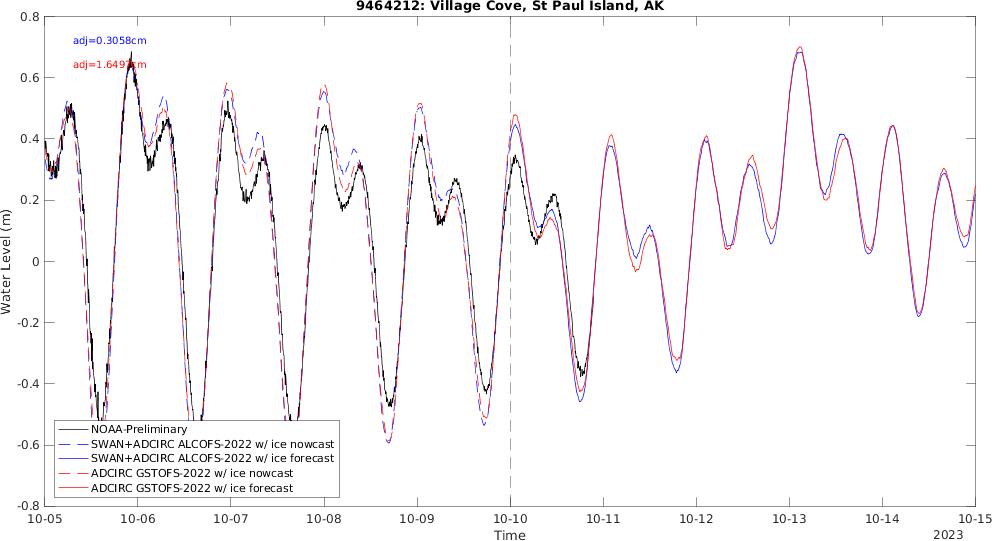 9464212: Village Cove, St Paul Island, AK
0.8
adj=0.3058cm
0.6
0.4
0.2
0
-0.2
-0.4
-0.6
-0.8
Water Level (m)
NOAA-Preliminary
SWAN+ADCIRC ALCOFS-2022 w/ ice nowcast
SWAN+ADCIRC ALCOFS-2022 w/ ice forecast
ADCIRC GSTOFS-2022 w/ ice nowcast
ADCIRC GSTOFS-2022 w/ ice forecast
10-05 10-06 10-07 10-08 10-09 10-10 10-11 10-12 10-13 10-14 10-15
Time
2023